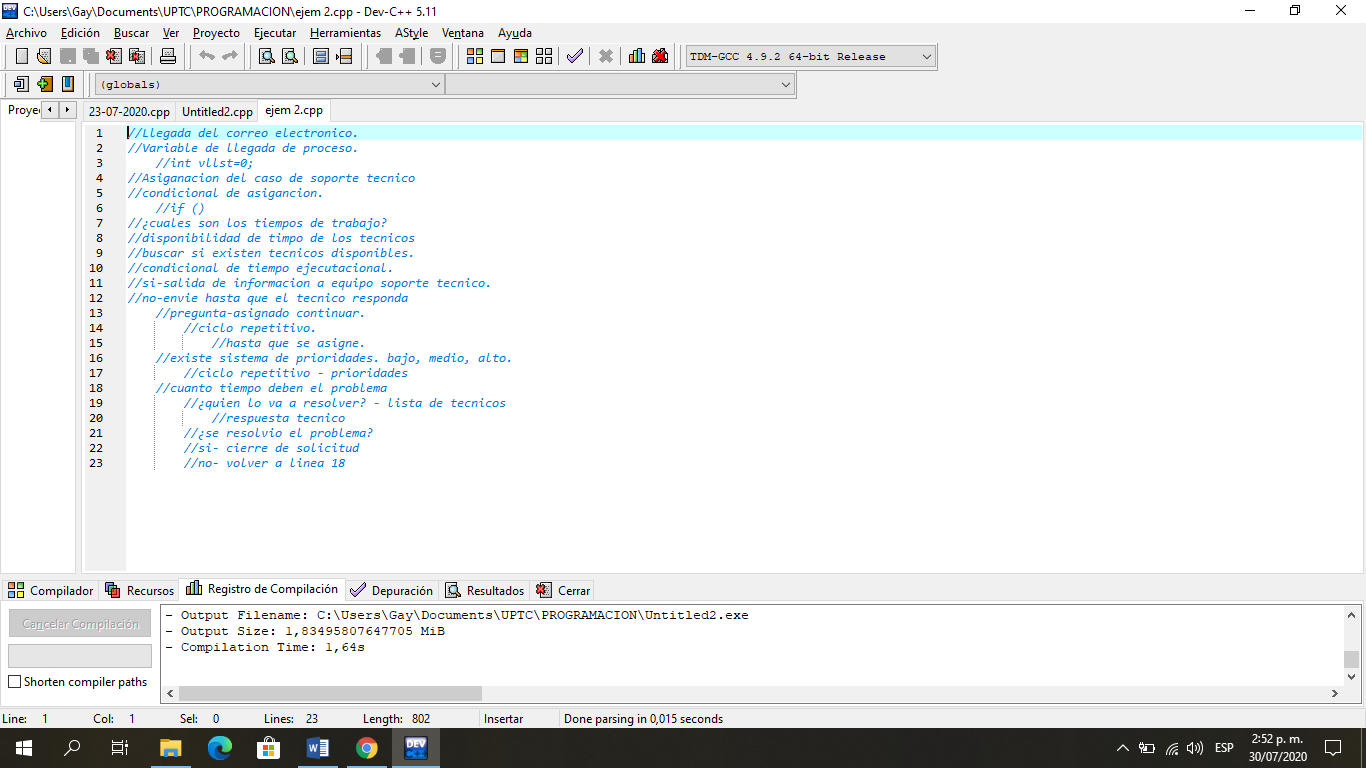 C:\Users\Gay\Documents\UPTC\PROGRAMACION\ejem 2.cpp - Dev-C++ 5.11
Archivo Edición Buscar Ver Proyecto Ejecutar Herramientas AStyle Ventana Ayuda
TDM-GCC 4.9.2 64-bit Release
(globals)
Proyec 23-07-2020.cpp Untitled2.cpp ejem 2.cpp
1 //Llegada del correo electronico.
2 //Variable de llegada de proceso.
3 //int vllst=0;
4 //Asiganacion del caso de soporte tecnico
5 //condicional de asigancion.
6 //if ()
7 //¿cuales son los tiempos de trabajo?
8 //disponibilidad de timpo de los tecnicos
9 //buscar si existen tecnicos disponibles.
10 //condicional de tiempo ejecutacional.
11 //si-salida de informacion a equipo soporte tecnico.
12 //no-envie hasta que el tecnico responda
13 //pregunta-asignado continuar.
14 //ciclo repetitivo.
15 //hasta que se asigne.
16 //existe sistema de prioridades. bajo, medio, alto.
17 //ciclo repetitivo - prioridades
18 //cuanto tiempo deben el problema
19 //¿quien lo va a resolver? - lista de tecnicos
20 //respuesta tecnico
21 //¿se resolvio el problema?
22 //si- cierre de solicitud
23 //no- volver a linea 18
Compilador Recursos Registro de Compilación Depuración Resultados Cerrar
Cancelar Compilación
Shorten compiler paths
- Output Filename: C:\Users\Gay\Documents\UPTC\PROGRAMACION\Untitled2.exe
- Output Size: 1,83495807647705 MiB
- Compilation Time: 1,64s
Line: 1 Col: 1 Sel: 0 Lines: 23 Length: 802 Insertar Done parsing in 0,015 seconds
DEV
ESP
2:52 p. m.
30/07/2020